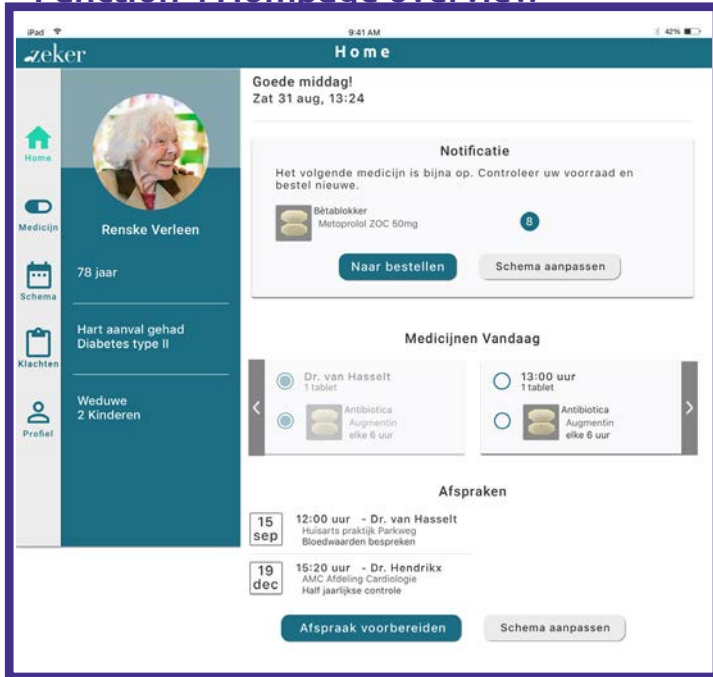 Function 1 Hompage overview
iPad
9:41 AM
42%
zeker
Home
Home
Medicijn
Schema
Klachten
Profiel
Renske Verleen
78 jaar
Hart aanval gehad
Diabetes type II
Weduwe
2 Kinderen
Goede middag!
Zat 31 aug, 13:24
Notificatie
Het volgende medicijn is bijna op. Controleer uw voorraad en
bestel nieuwe.
Bètablokker
Metoprolol ZOC 50mg
8
Naar bestellen
Schema aanpassen
Medicijnen Vandaag
Dr. van Hasselt
1 tablet
Antibiotica
Augmentin
elke 6 uur
13:00 uur
1 tablet
Antibiotica
Augmentin
elke 6 uur
Afspraken
15
sep
12:00 uur - Dr. van Hasselt
Huisarts praktijk Parkweg
Bloedwaarden bespreken
19
dec
15:20 uur - Dr. Hendrikx
AMC Afdeling Cardiologie
Half jaarlijkse controle
Afspraak voorbereiden
Schema aanpassen